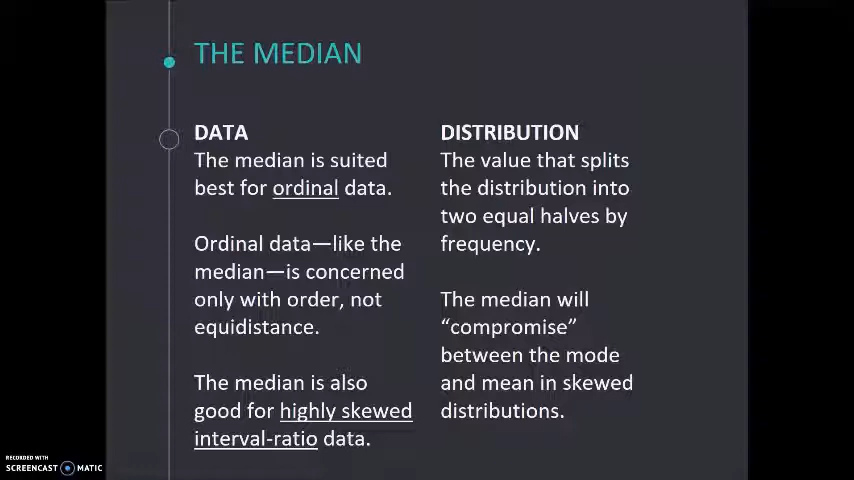 THE MEDIAN
DATA
The median is suited
best for ordinal data.
Ordinal data—like the
median—is concerned
only with order, not
equidistance.
The median is also
good for highly skewed
interval-ratio data.
DISTRIBUTION
The value that splits
the distribution into
two equal halves by
frequency.
The median will
“compromise”
between the mode
and mean in skewed
distributions.
RECORDED WITH
SCREENCAST MATIC